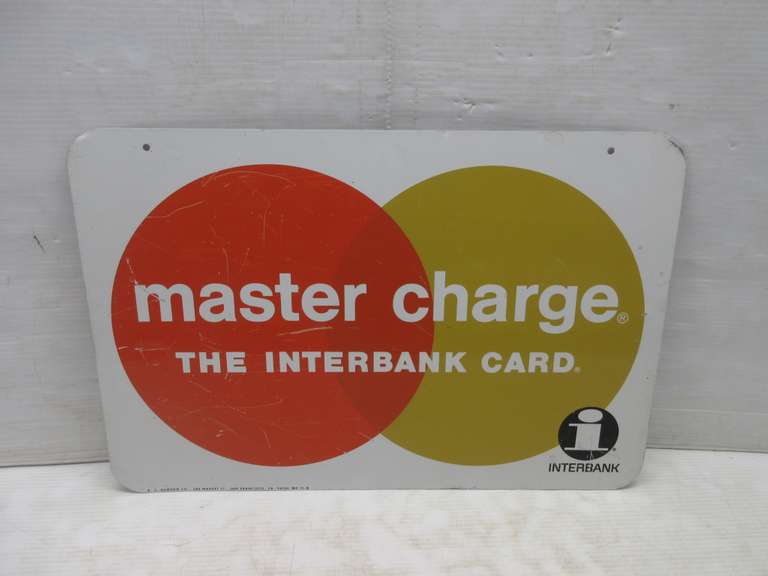 master charge®
THE INTERBANK CARD®
i
INTERBANK